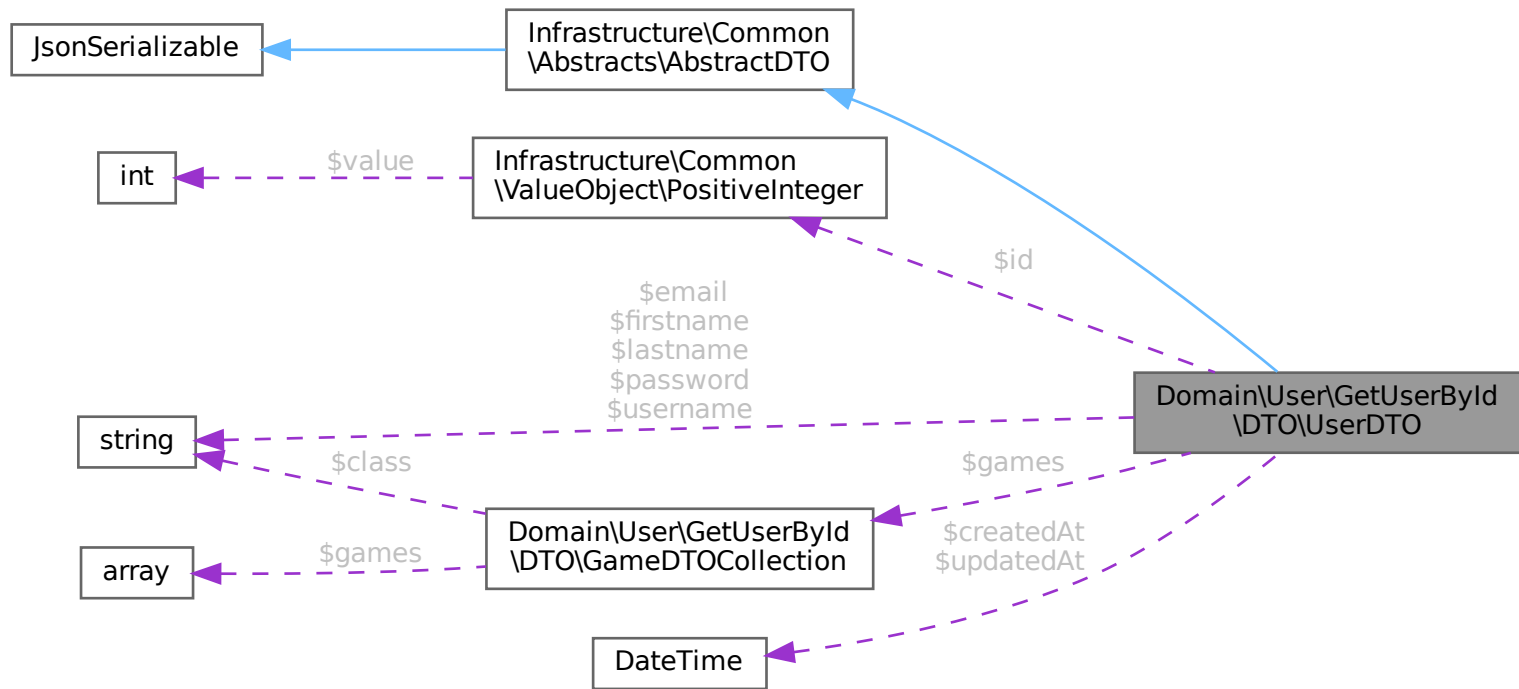 Infrastructure\Common
\Abstracts\AbstractDTO
JsonSerializable
Infrastructure\Common
\ValueObject\PositiveInteger
$value
int
$id
$email
$firstname
$lastname
$password
$username
Domain\User\GetUserById
\DTO\UserDTO
string
$class
$games
Domain\User\GetUserById
\DTO\GameDTOCollection
$createdAt
$updatedAt
$games
array
DateTime